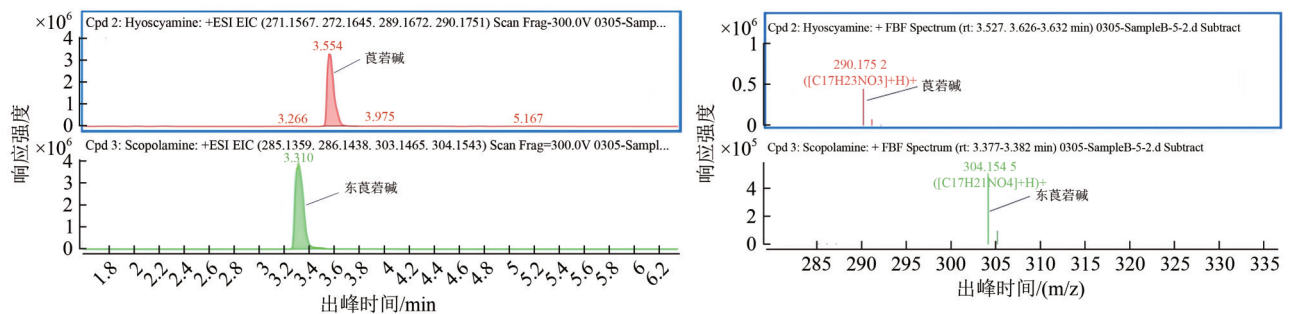 Cpd 2: Hyoscyamine: +ESI EIC (271.1567. 272.1645. 289.1672. 290.1751) Scan Frag-300.0V 0305-Samp...
×10⁶
4
3
2
1
0
3.554
莨菪碱
3.266
3.975
5.167
Cpd 3: Scopolamine: +ESI EIC (285.1359. 286.1438. 303.1465. 304.1543) Scan Frag=300.0V 0305-Sampl...
×10⁶
4
3
2
1
0
3.310
东莨菪碱
响应强度
1.8 2 2.2 2.4 2.6 2.8 3 3.2 3.4 3.6 3.8 4 4.2 4.4 4.6 4.8 5 5.2 5.4 5.6 5.8 6 6.2
出峰时间/min
Cpd 2: Hyoscyamine: + FBF Spectrum (rt: 3.527. 3.626-3.632 min) 0305-SampleB-5-2.d Subtract
×10⁶
1
0.5
0
290.175 2
([C17H23NO3]+H)+
莨菪碱
Cpd 3: Scopolamine: + FBF Spectrum (rt: 3.377-3.382 min) 0305-SampleB-5-2.d Subtract
×10⁵
4
2
0
304.154 5
([C17H21NO4]+H)+
东莨菪碱
响应强度
285 290 295 300 305 310 315 320 325 330 335
出峰时间/(m/z)